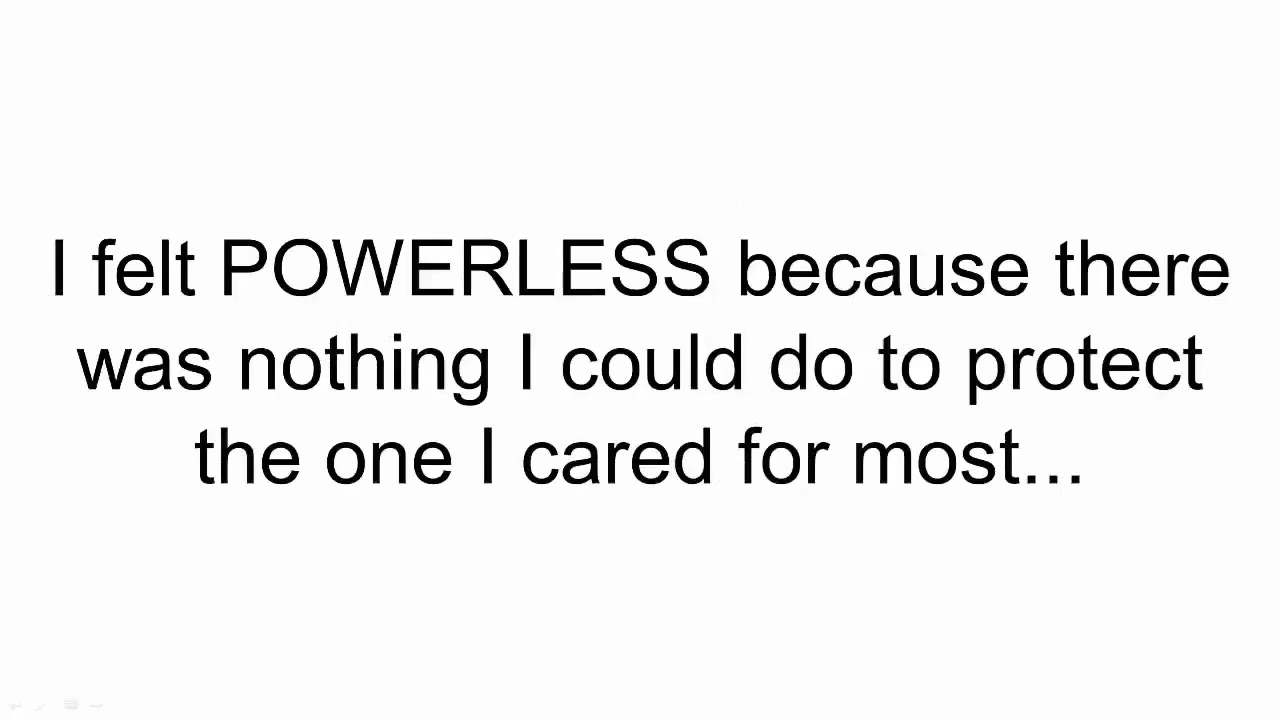 I felt POWERLESS because there
was nothing I could do to protect
the one I cared for most...